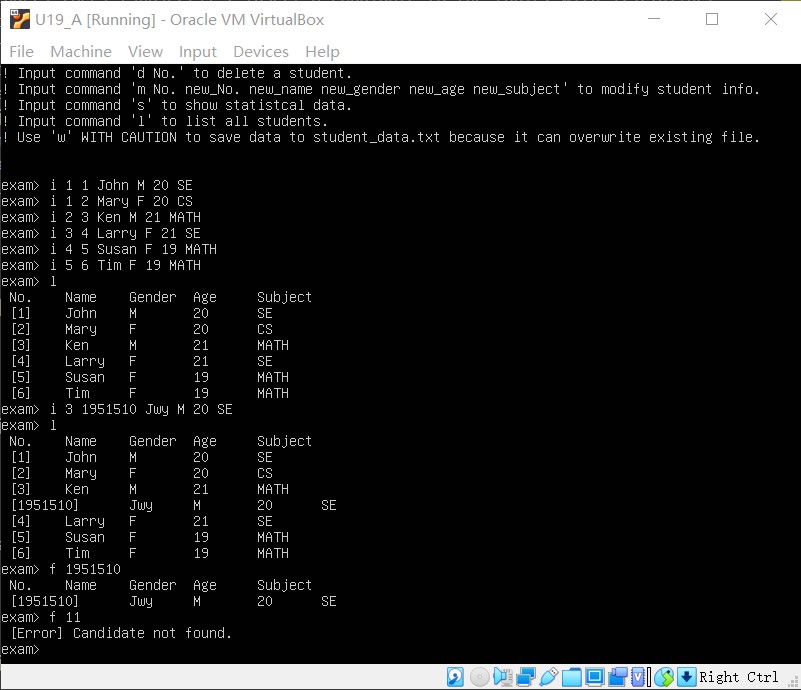 U19_A [Running] - Oracle VM VirtualBox
File Machine View Input Devices Help
! Input command 'd No.' to delete a student.
! Input command 'm No. new_No. new_name new_gender new_age new_subject' to modify student info.
! Input command 's' to show statistcal data.
! Input command 'l' to list all students.
! Use 'w' WITH CAUTION to save data to student_data.txt because it can overwrite existing file.
exam> i 1 1 John M 20 SE
exam> i 1 2 Mary F 20 CS
exam> i 2 3 Ken M 21 MATH
exam> i 3 4 Larry F 21 SE
exam> i 4 5 Susan F 19 MATH
exam> i 5 6 Tim F 19 MATH
exam> l
No. Name Gender Age Subject
[1] John M 20 SE
[2] Mary F 20 CS
[3] Ken M 21 MATH
[4] Larry F 21 SE
[5] Susan F 19 MATH
[6] Tim F 19 MATH
exam> i 3 1951510 Jwy M 20 SE
exam> l
No. Name Gender Age Subject
[1] John M 20 SE
[2] Mary F 20 CS
[3] Ken M 21 MATH
[1951510] Jwy M 20 SE
[4] Larry F 21 SE
[5] Susan F 19 MATH
[6] Tim F 19 MATH
exam> f 1951510
No. Name Gender Age Subject
[1951510] Jwy M 20 SE
exam> f 11
[Error] Candidate not found.
exam>
Right Ctrl